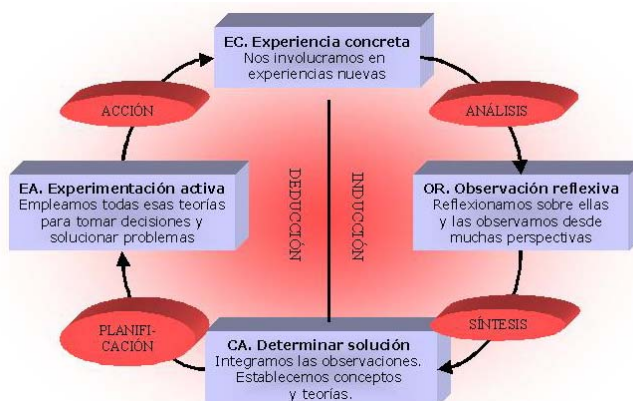 EC. Experiencia concreta
Nos involucramos en
experiencias nuevas
ACCIÓN
ANÁLISIS
EA. Experimentación activa
Empleamos todas esas teorías
para tomar decisiones y
solucionar problemas
DEDUCCIÓN
INDUCCIÓN
OR. Observación reflexiva
Reflexionamos sobre ellas
y las observamos desde
muchas perspectivas
PLANIFI-
CACIÓN
CA. Determinar solución
Integramos las observaciones.
Establecemos conceptos
y teorías.
SÍNTESIS